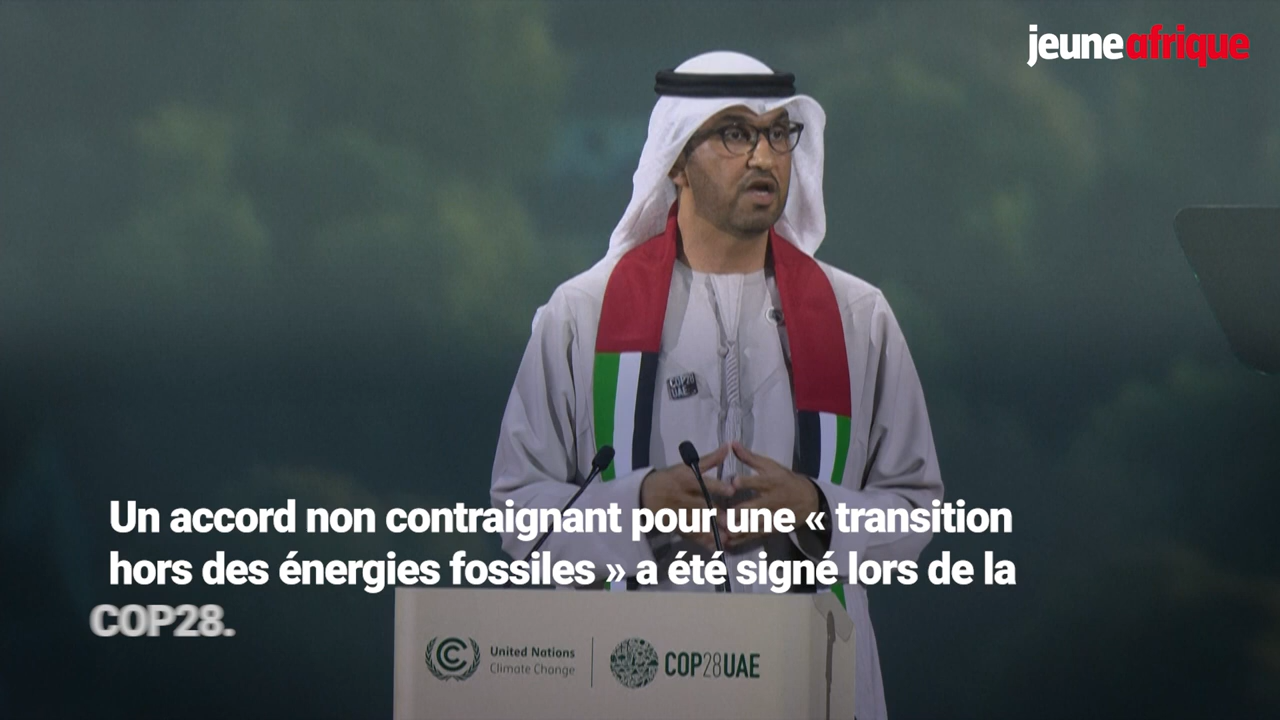 jeuneafrique
COP28
UAE
Un accord non contraignant pour une « transition
hors des énergies fossiles » a été signé lors de la
COP28.
United Nations
Climate Change
COP28UAE